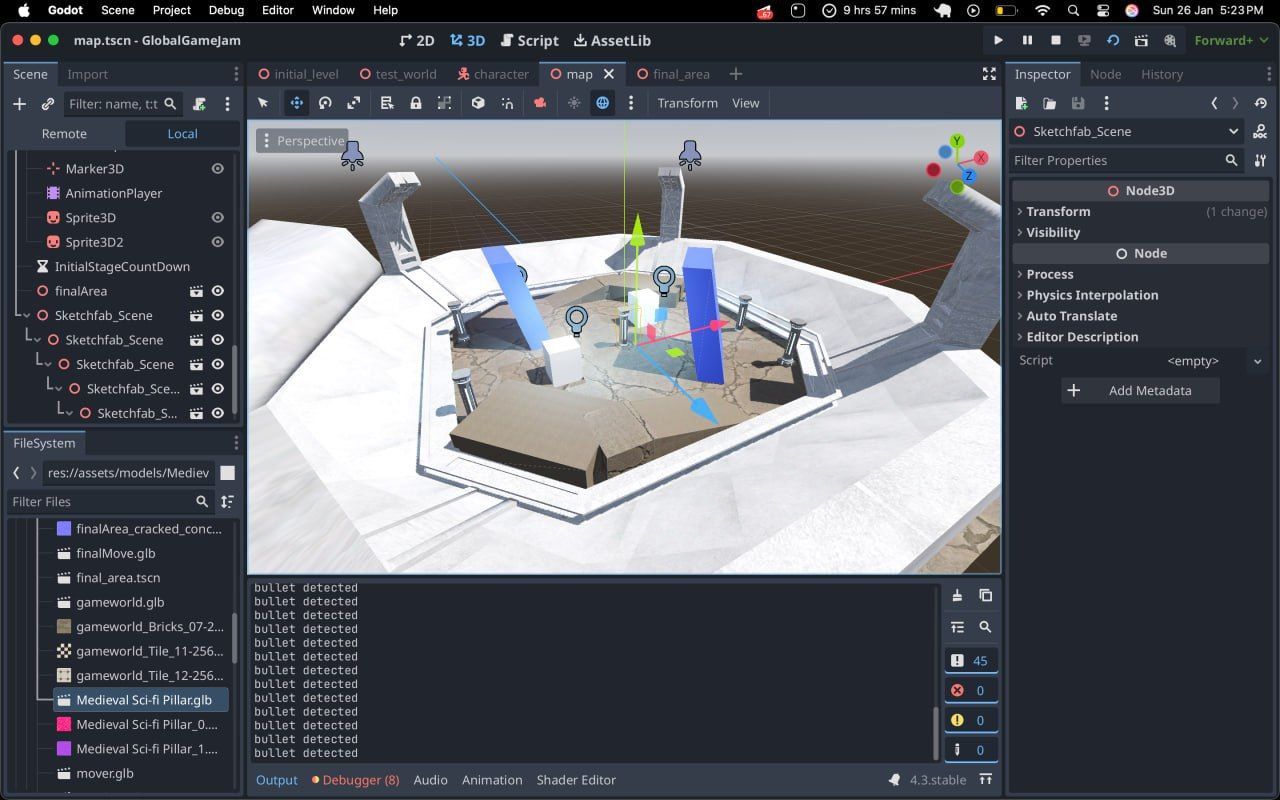 Godot Scene Project Debug Editor Window Help 57 9 hrs 57 mins Sun 26 Jan 5:23 PM
map.tscn - GlobalGameJam 2D 3D Script AssetLib Forward+
Scene Import initial_level test_world character map final_area Inspector Node History
Filter: name, t:t Transform View
Remote Local Sketchfab_Scene
Perspective Y X Z Filter Properties
Marker3D
AnimationPlayer
Sprite3D
Sprite3D2
InitialStageCountDown
finalArea
Sketchfab_Scene
Sketchfab_Scene
Sketchfab_Scene
Sketchfab_Sce...
Sketchfab_S...
Node3D
Transform (1 change)
Visibility
Node
Process
Physics Interpolation
Auto Translate
Editor Description
Script <empty>
Add Metadata
FileSystem
res://assets/models/Mediev
Filter Files
finalArea_cracked_conc...
finalMove.glb
final_area.tscn
gameworld.glb
gameworld_Bricks_07-2...
gameworld_Tile_11-256...
gameworld_Tile_12-256...
Medieval Sci-fi Pillar.glb
Medieval Sci-fi Pillar_0....
Medieval Sci-fi Pillar_1....
mover.glb
bullet detected
bullet detected
bullet detected
bullet detected
bullet detected
bullet detected
bullet detected
bullet detected
bullet detected
bullet detected
bullet detected
bullet detected
bullet detected
45
0
0
0
Output Debugger (8) Audio Animation Shader Editor 4.3.stable